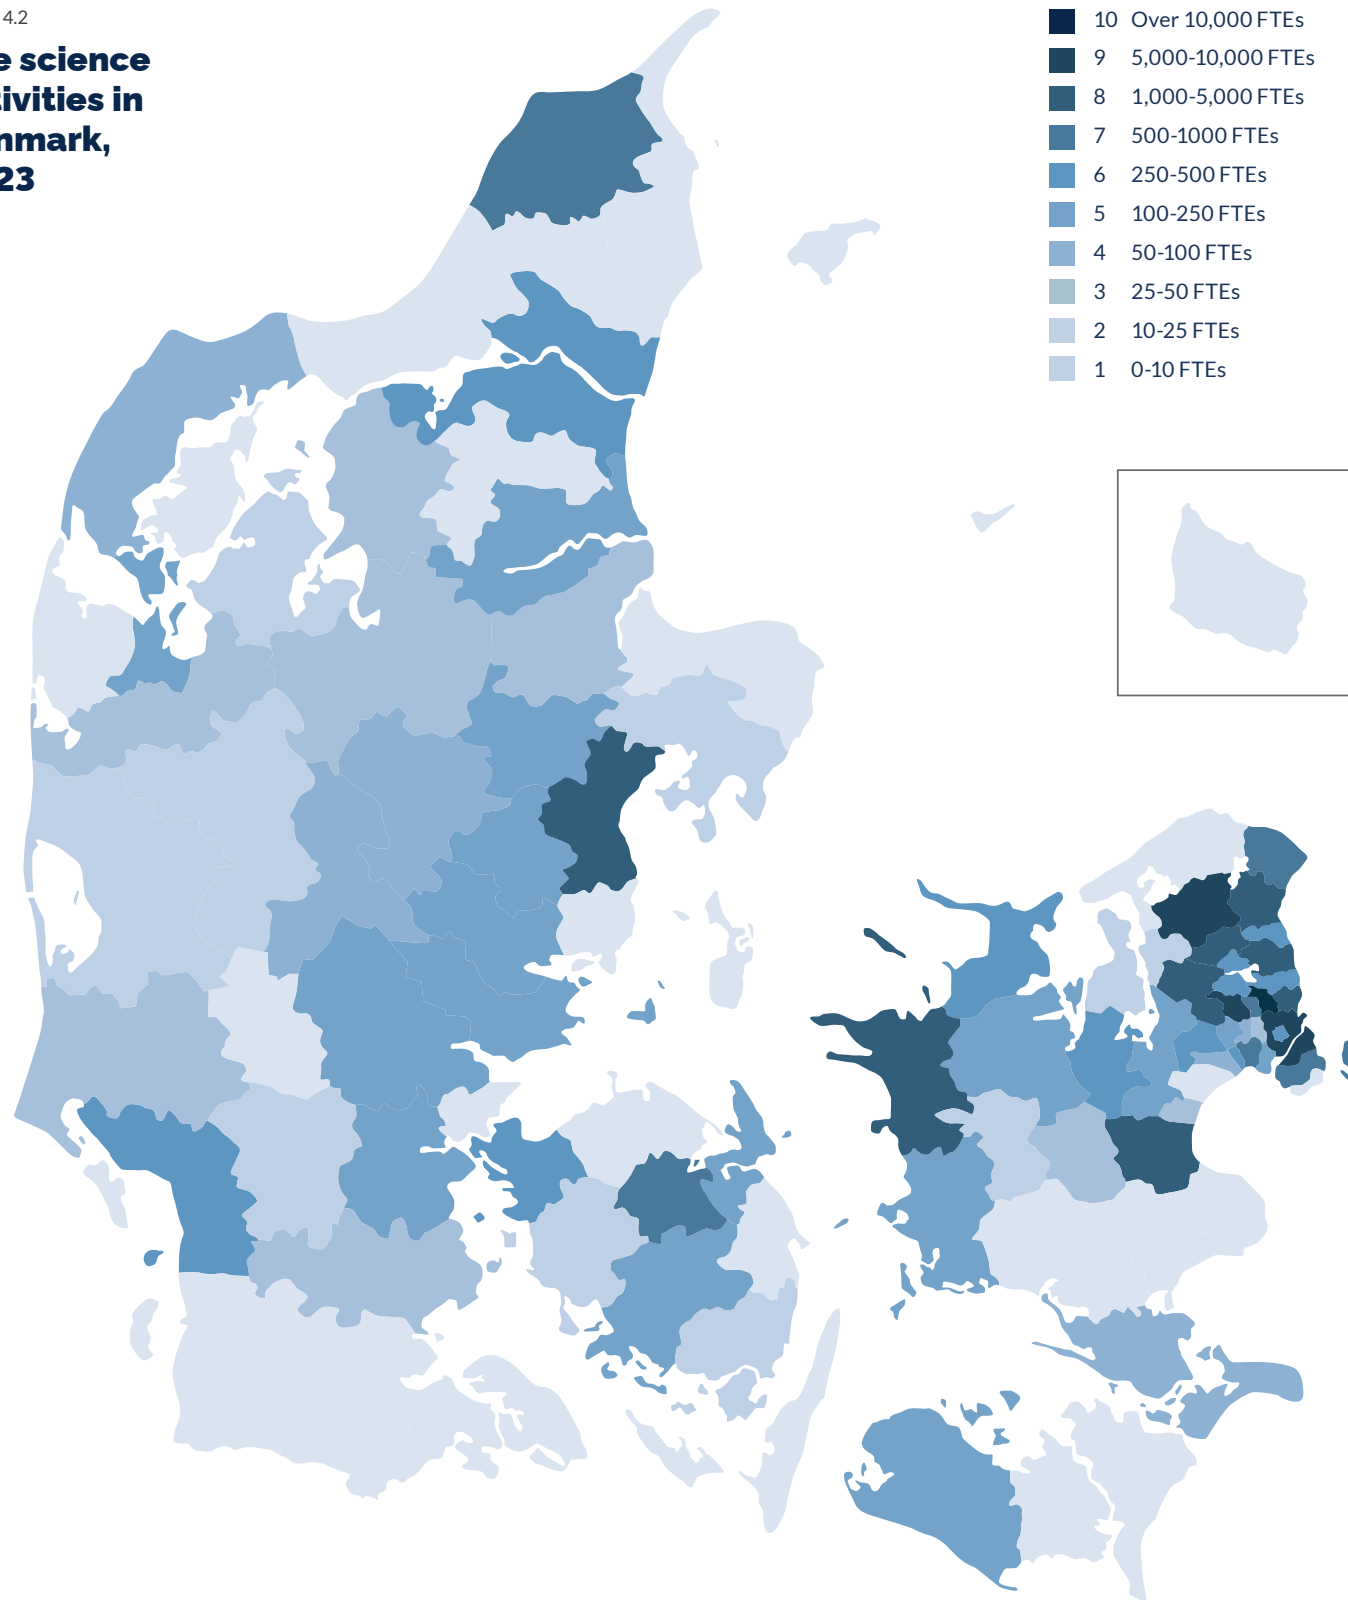 4.2
e science
tivities in
nmark,
23
10 Over 10,000 FTEs
9 5,000-10,000 FTEs
8 1,000-5,000 FTEs
7 500-1000 FTEs
6 250-500 FTEs
5 100-250 FTEs
4 50-100 FTEs
3 25-50 FTEs
2 10-25 FTEs
1 0-10 FTEs